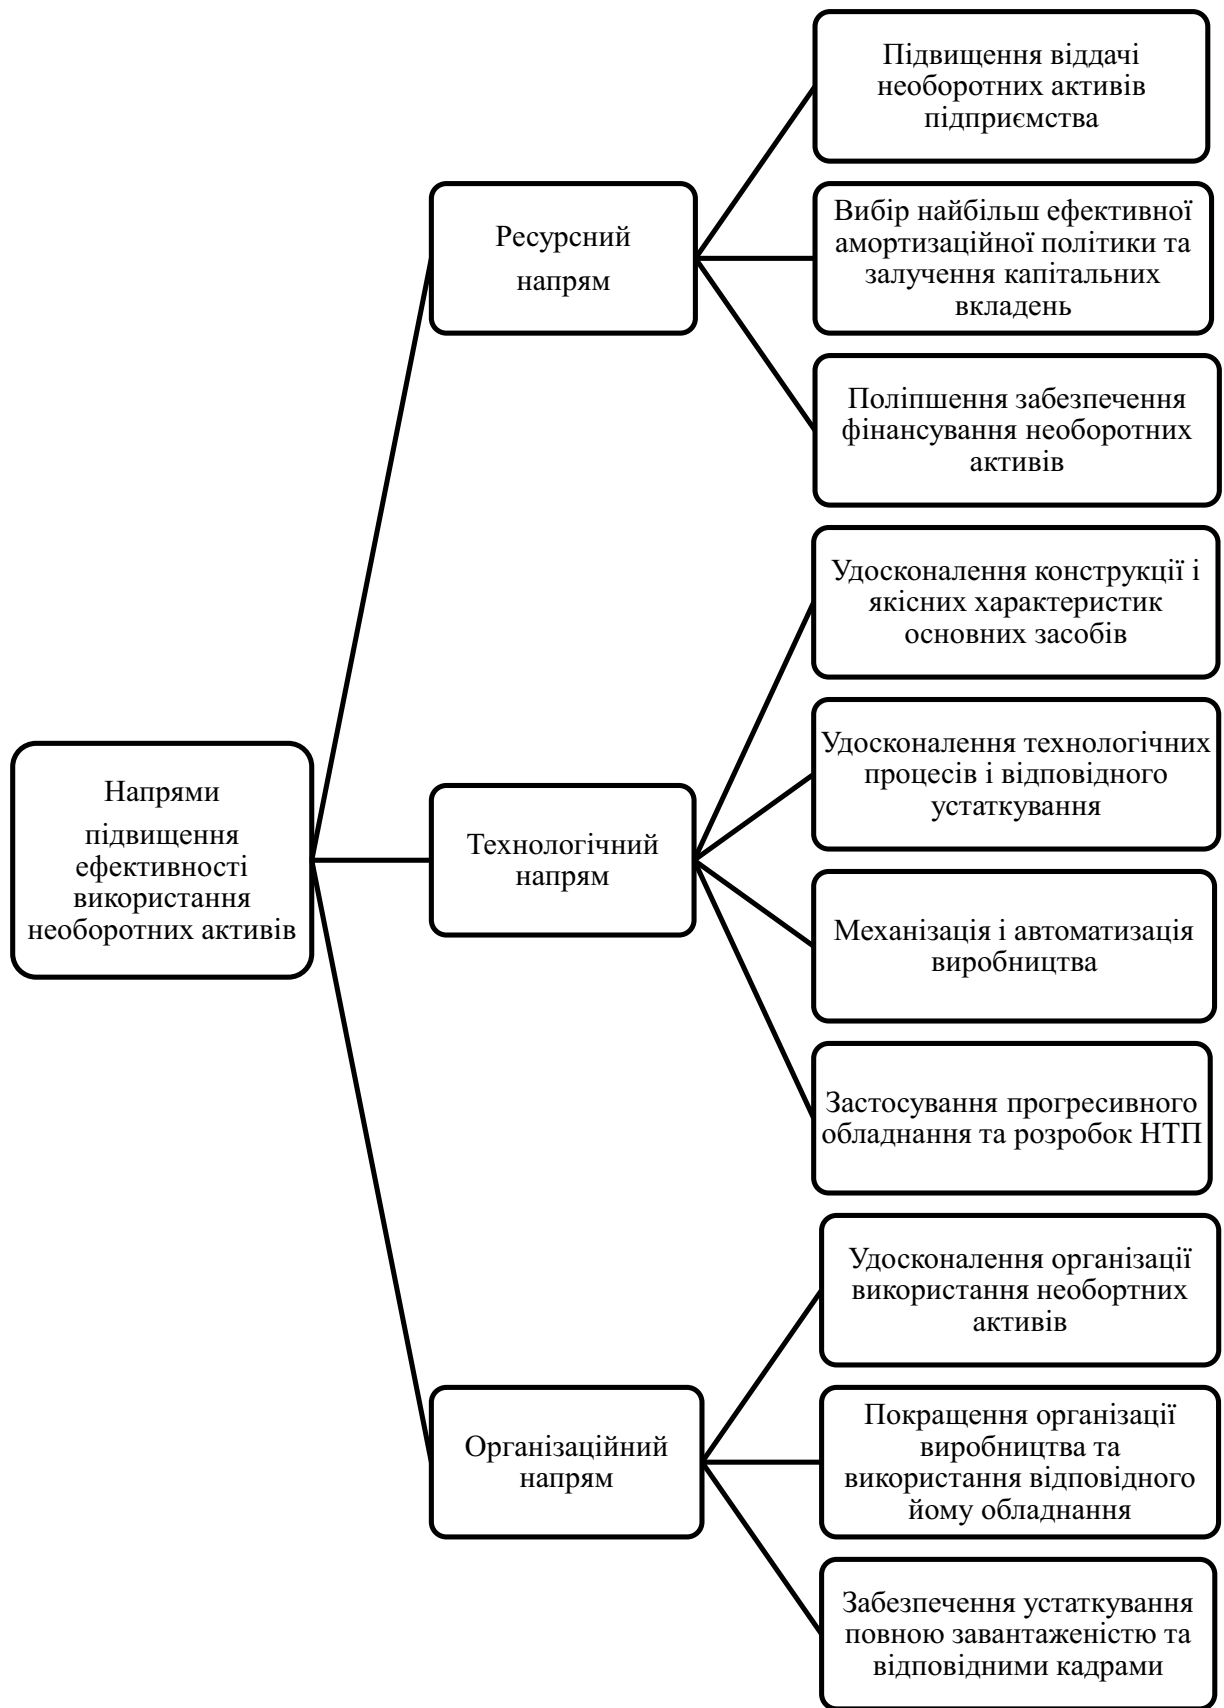 Напрями
підвищення
ефективності
використання
необоротних активів
Ресурсний
напрям
Підвищення віддачі
необоротних активів
підприємства
Вибір найбільш ефективної
амортизаційної політики та
залучення капітальних
вкладень
Поліпшення забезпечення
фінансування необоротних
активів
Технологічний
напрям
Удосконалення конструкції і
якісних характеристик
основних засобів
Удосконалення технологічних
процесів і відповідного
устаткування
Механізація і автоматизація
виробництва
Застосування прогресивного
обладнання та розробок НТП
Організаційний
напрям
Удосконалення організації
використання необортних
активів
Покращення організації
виробництва та
використання відповідного
йому обладнання
Забезпечення устаткування
повною завантаженістю та
відповідними кадрами